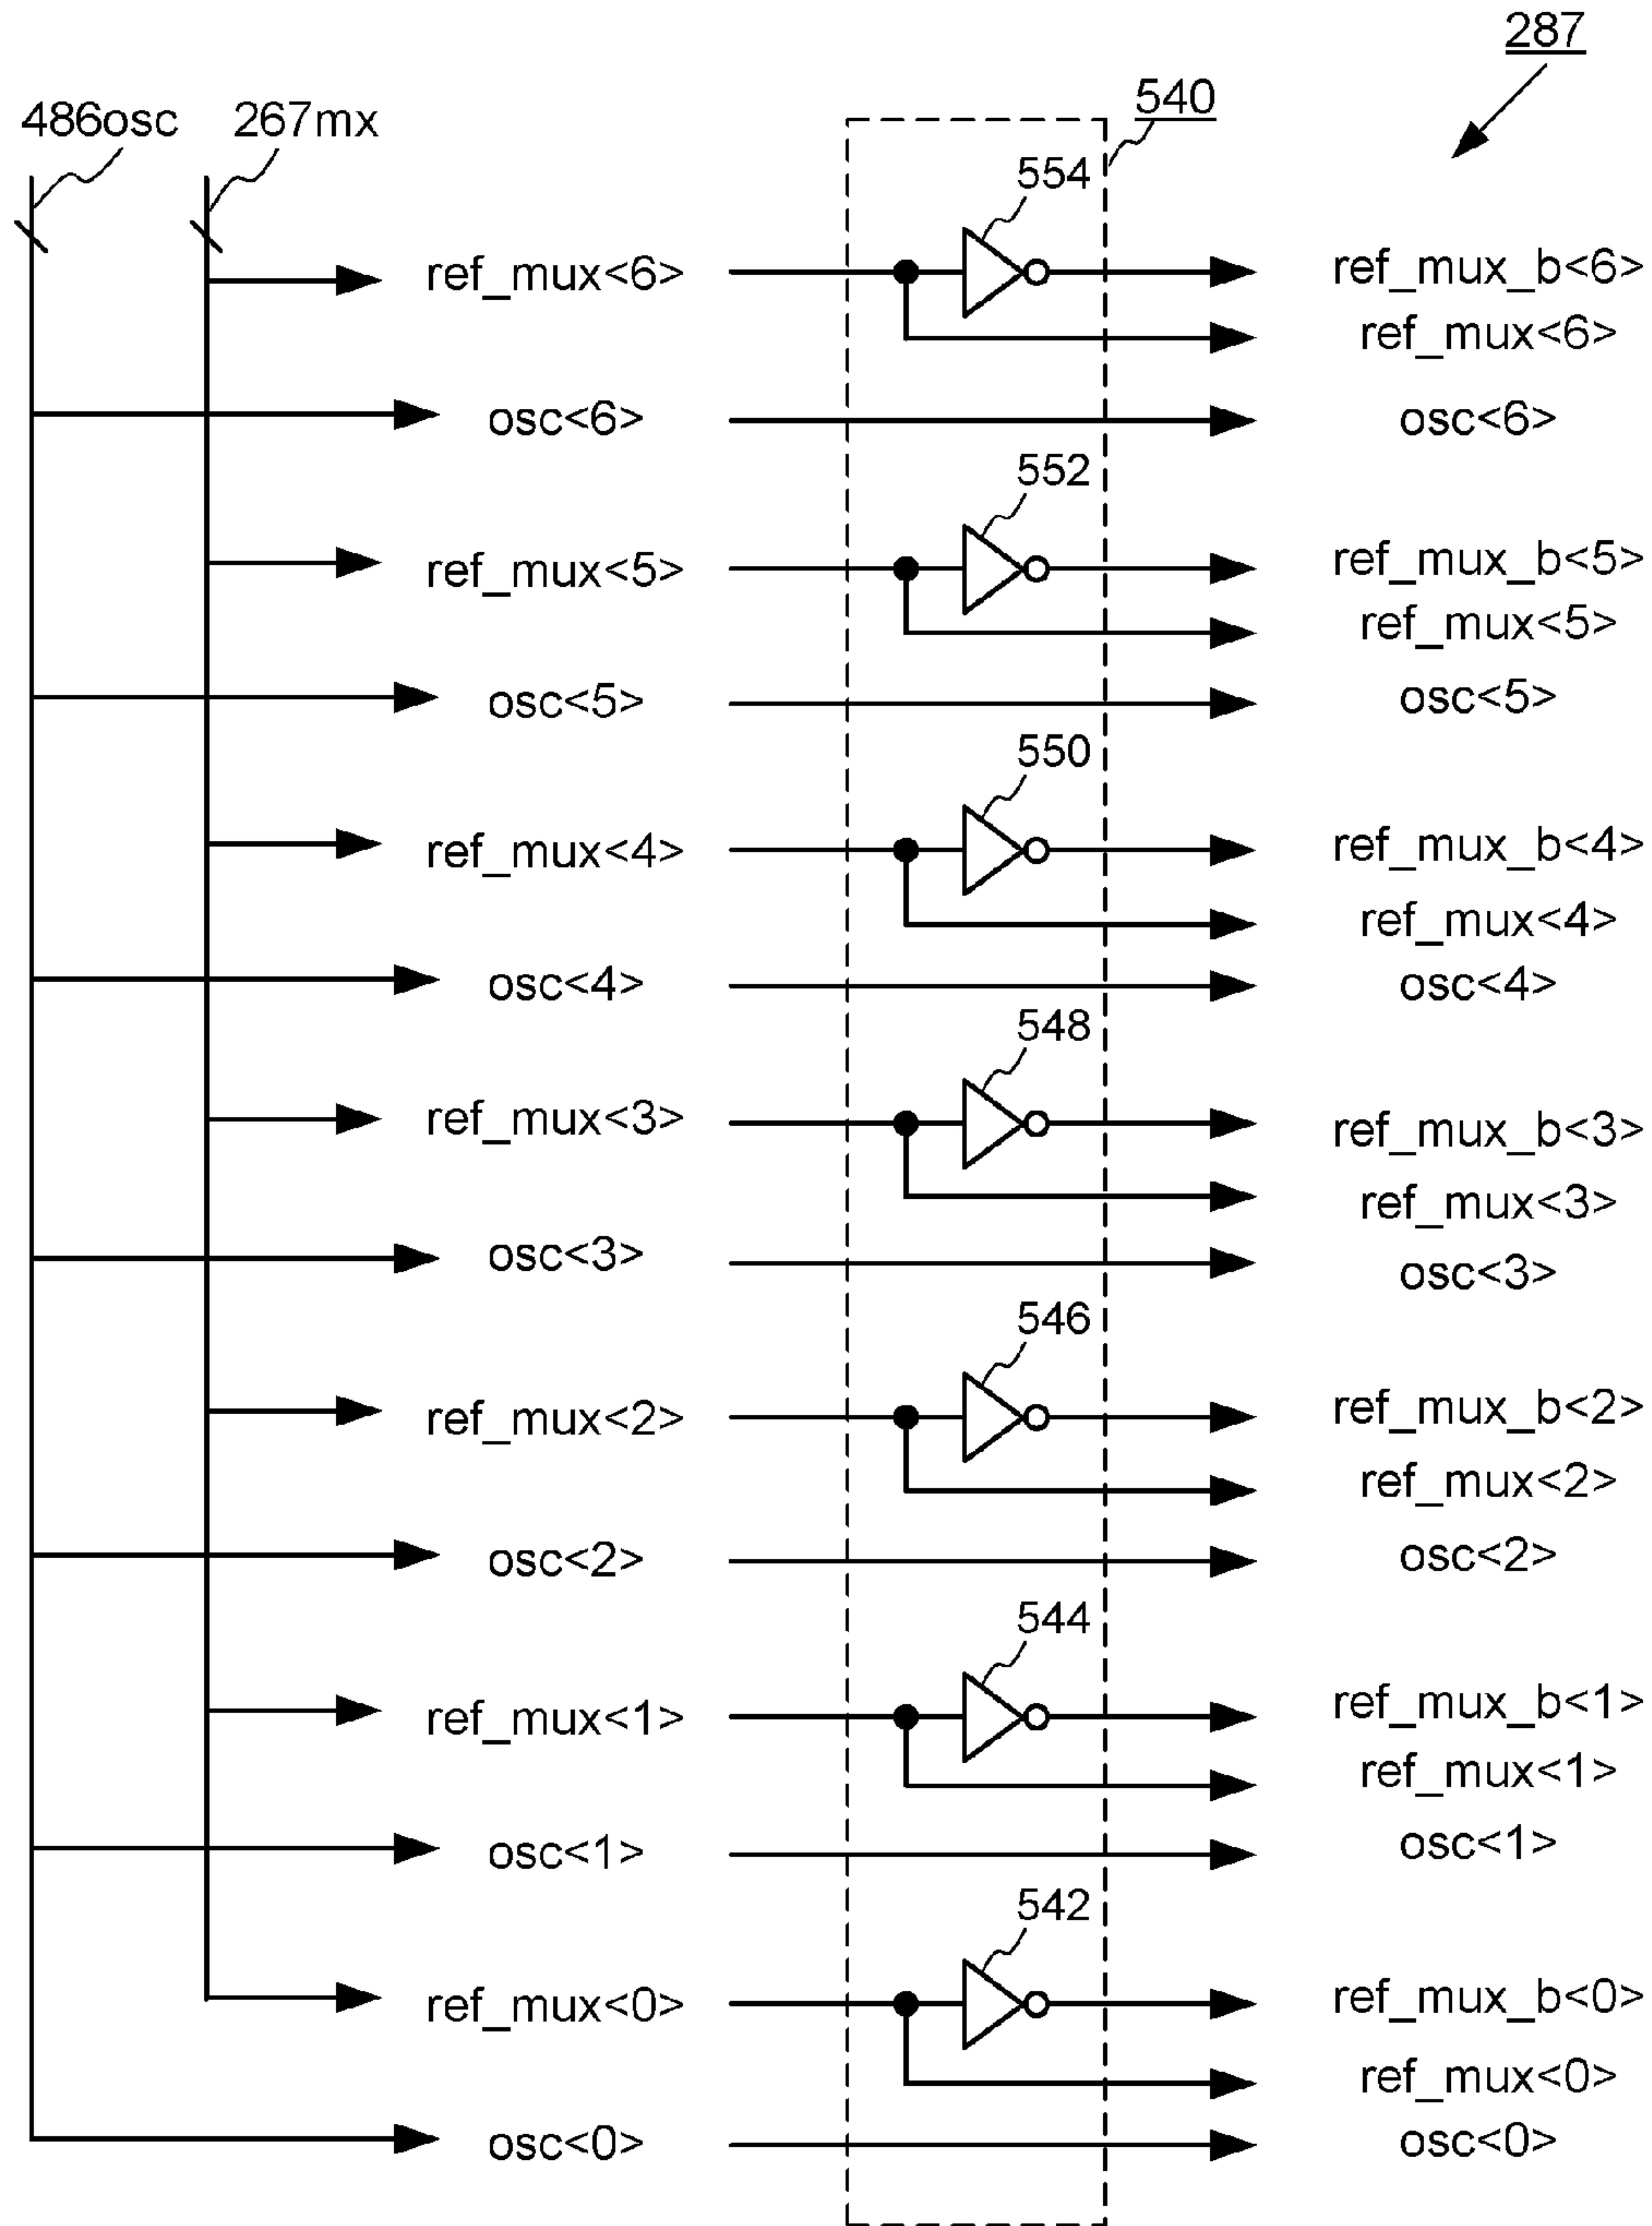 287
486osc 267mx 540
554
ref_mux<6> ref_mux_b<6>
ref_mux<6>
osc<6> osc<6>
552
ref_mux<5> ref_mux_b<5>
ref_mux<5>
osc<5> osc<5>
550
ref_mux<4> ref_mux_b<4>
ref_mux<4>
osc<4> osc<4>
548
ref_mux<3> ref_mux_b<3>
ref_mux<3>
osc<3> osc<3>
546
ref_mux<2> ref_mux_b<2>
ref_mux<2>
osc<2> osc<2>
544
ref_mux<1> ref_mux_b<1>
ref_mux<1>
osc<1> osc<1>
542
ref_mux<0> ref_mux_b<0>
ref_mux<0>
osc<0> osc<0>